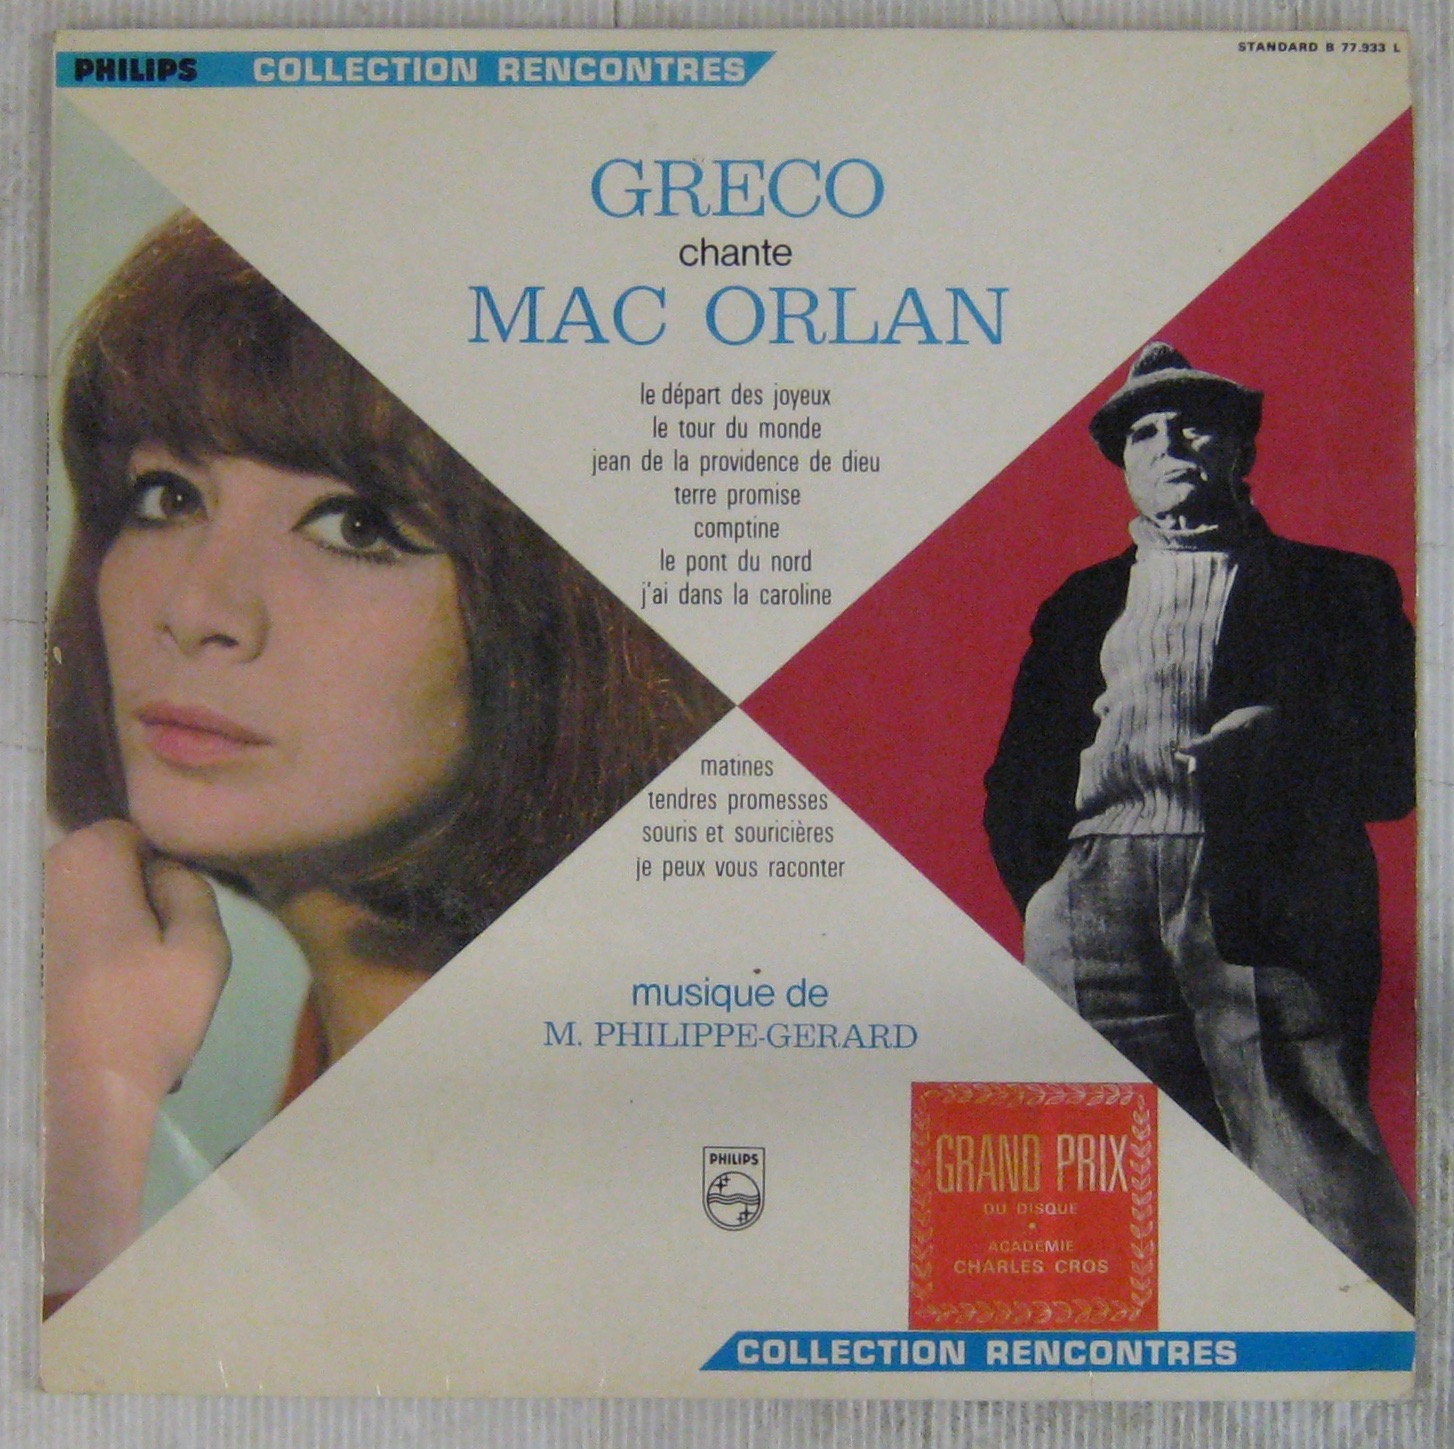 STANDARD B 77.933 L
PHILIPS COLLECTION RENCONTRES
GRECO
chante
MAC ORLAN
le départ des joyeux
le tour du monde
jean de la providence de dieu
terre promise
comptine
le pont du nord
j'ai dans la caroline
matines
tendres promesses
souris et souricières
je peux vous raconter
musique de
M. PHILIPPE-GERARD
PHILIPS
GRAND PRIX
DU DISQUE
ACADEMIE
CHARLES CROS
COLLECTION RENCONTRES